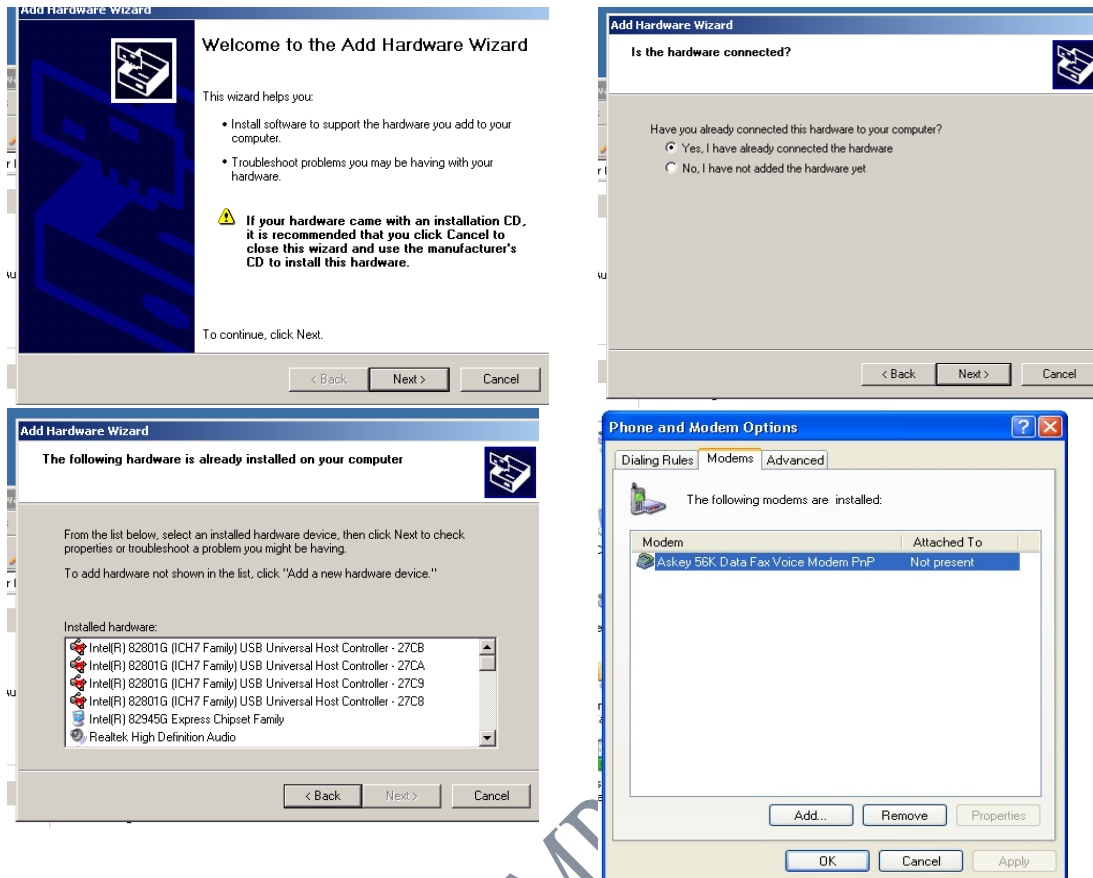 Add Hardware Wizard
Welcome to the Add Hardware Wizard
This wizard helps you:
• Install software to support the hardware you add to your
computer.
• Troubleshoot problems you may be having with your
hardware.
If your hardware came with an installation CD,
it is recommended that you click Cancel to
close this wizard and use the manufacturer's
CD to install this hardware.
To continue, click Next.
< Back Next > Cancel
Add Hardware Wizard
Is the hardware connected?
Have you already connected this hardware to your computer?
Yes, I have already connected the hardware
No, I have not added the hardware yet
< Back Next > Cancel
Add Hardware Wizard
The following hardware is already installed on your computer
From the list below, select an installed hardware device, then click Next to check
properties or troubleshoot a problem you might be having.
To add hardware not shown in the list, click "Add a new hardware device."
Installed hardware:
Intel(R) 82801G (ICH7 Family) USB Universal Host Controller - 27CB
Intel(R) 82801G (ICH7 Family) USB Universal Host Controller - 27CA
Intel(R) 82801G (ICH7 Family) USB Universal Host Controller - 27C9
Intel(R) 82801G (ICH7 Family) USB Universal Host Controller - 27C8
Intel(R) 82945G Express Chipset Family
Realtek High Definition Audio
< Back Next > Cancel
Phone and Modem Options
Dialing Rules Modems Advanced
The following modems are installed:
Modem Attached To
Askey 56K Data Fax Voice Modem PnP Not present
Add... Remove Properties
OK Cancel Apply